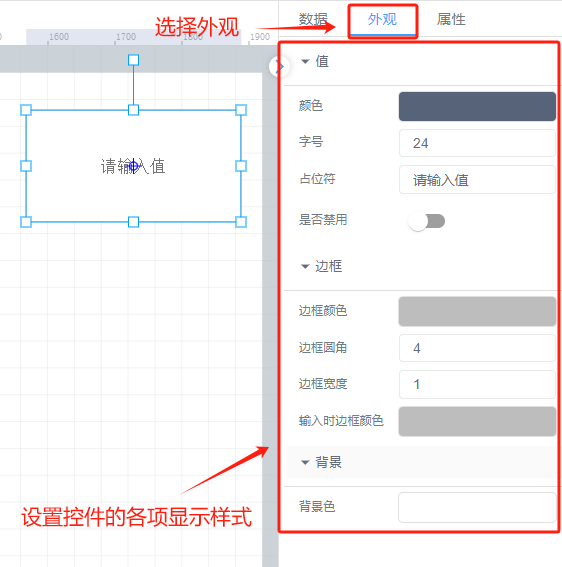 选择外观
数据 外观 属性
1600 1700 1800 1900
值
颜色
字号 24
占位符 请输入值
是否禁用
请输入值
边框
边框颜色
边框圆角 4
边框宽度 1
输入时边框颜色
背景
背景色
设置控件的各项显示样式